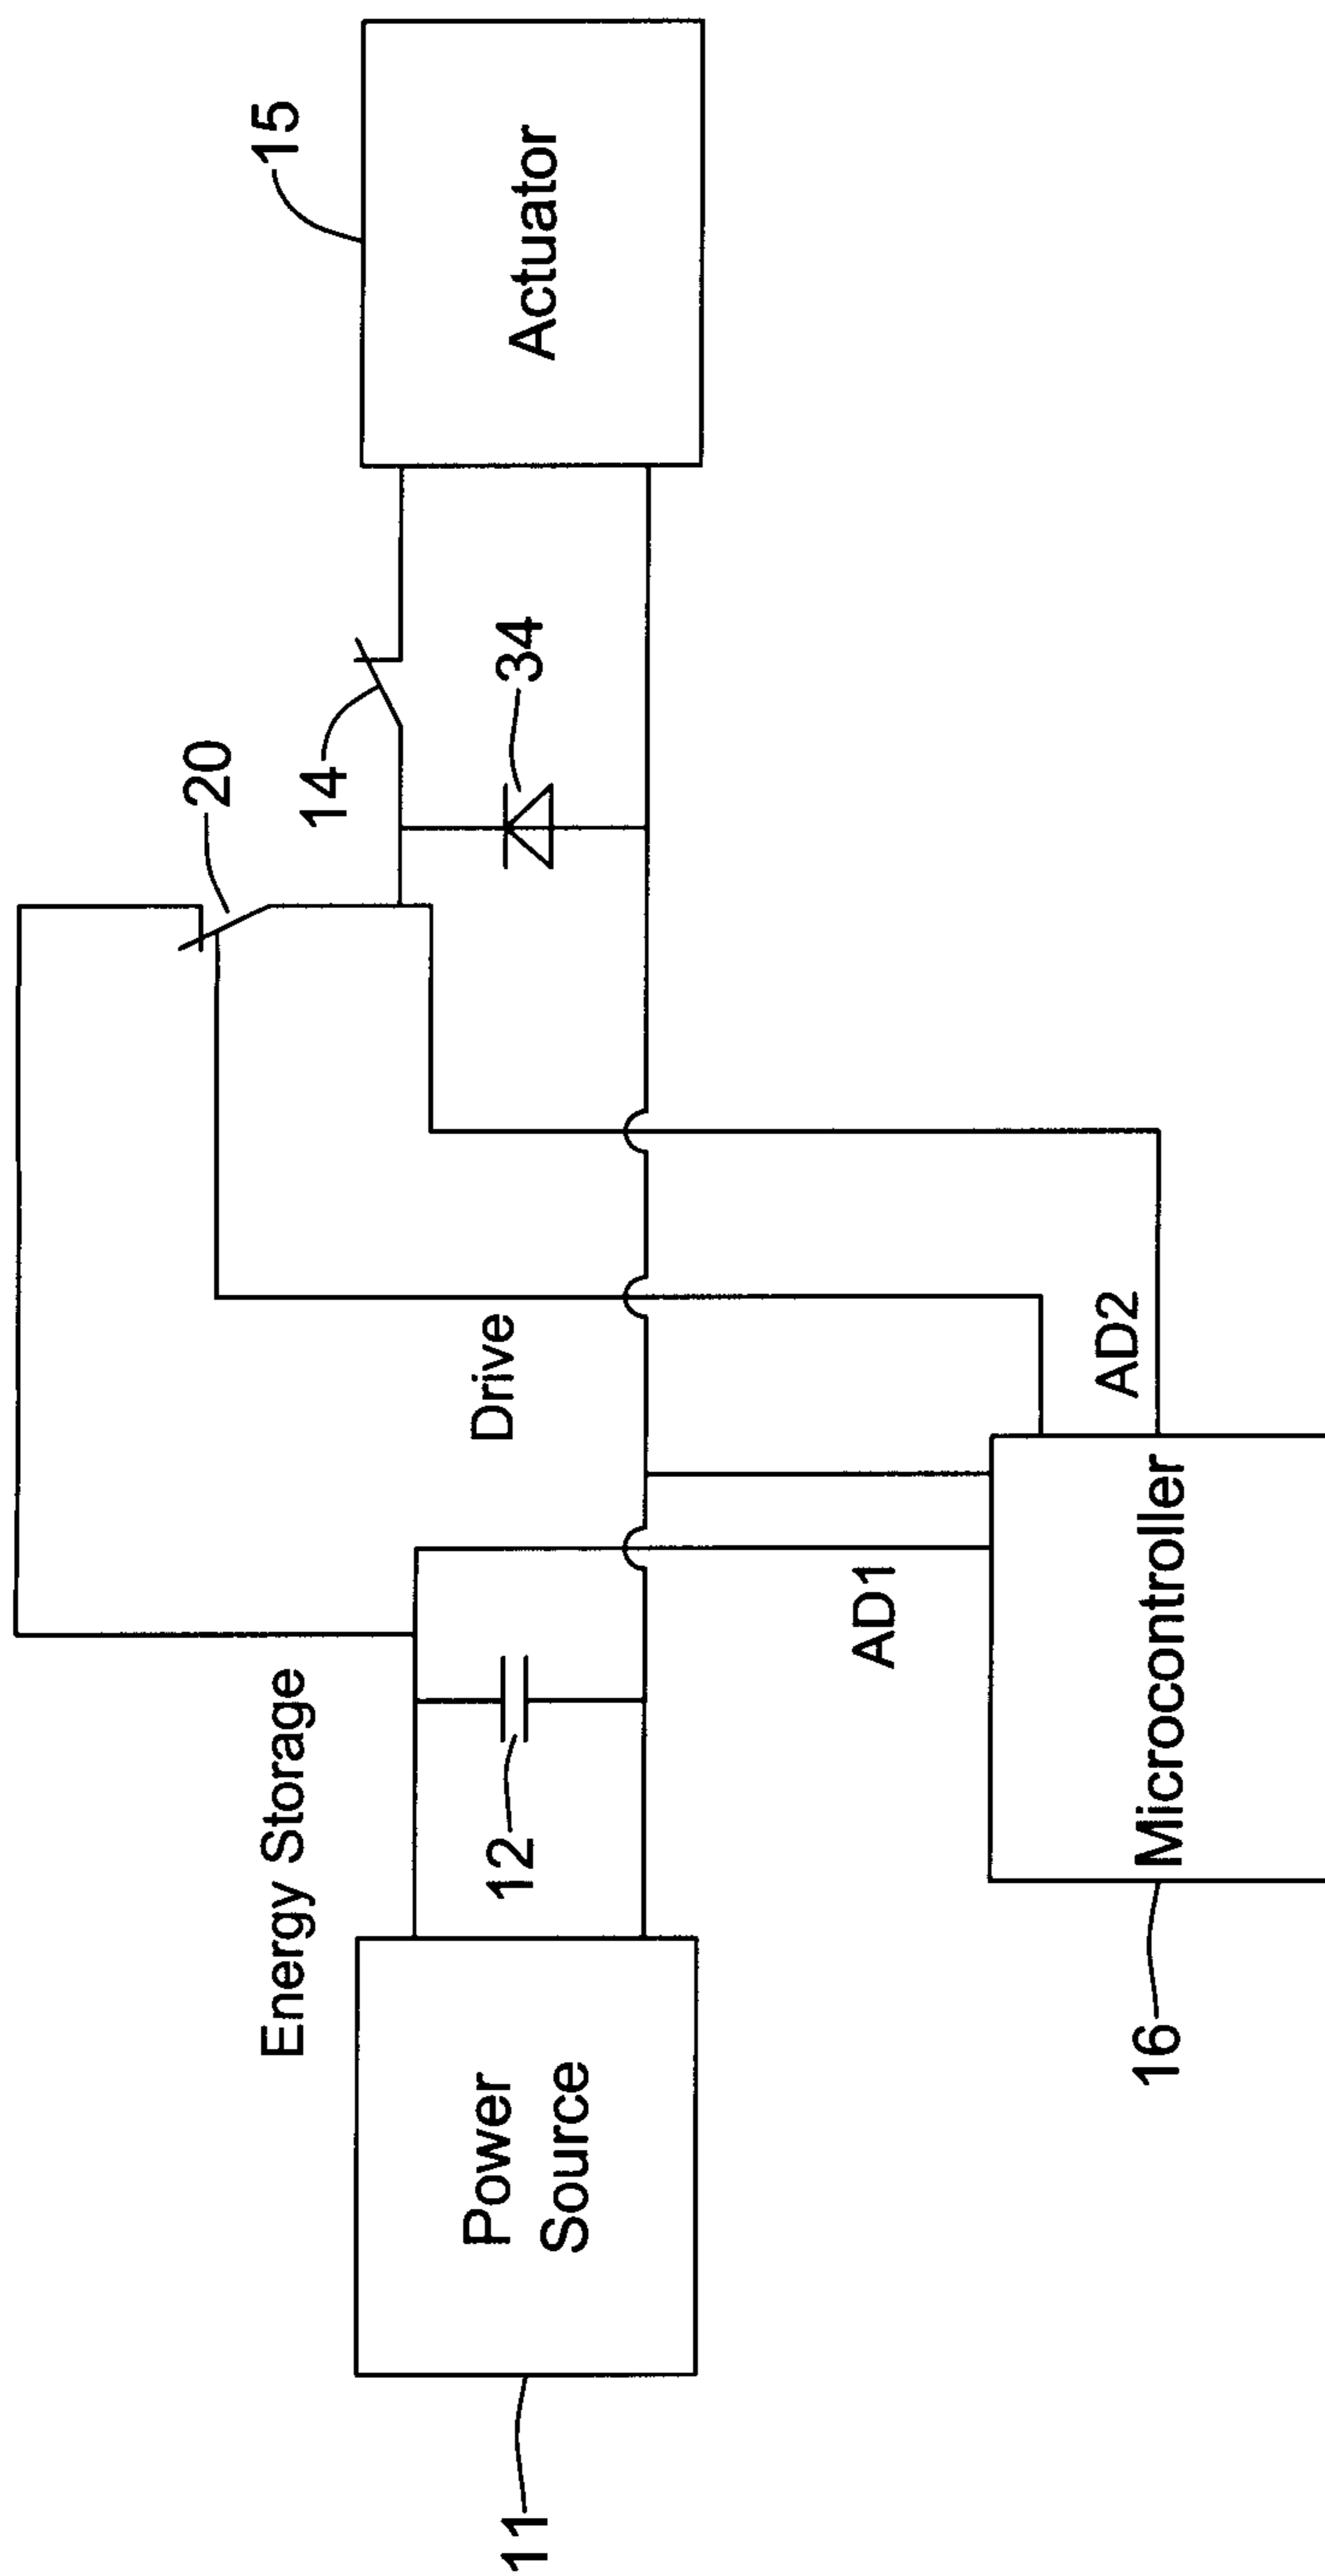 20
15
14
Energy Storage
Drive
34
Actuator
12
Power
Source
11
AD1
AD2
16
Microcontroller